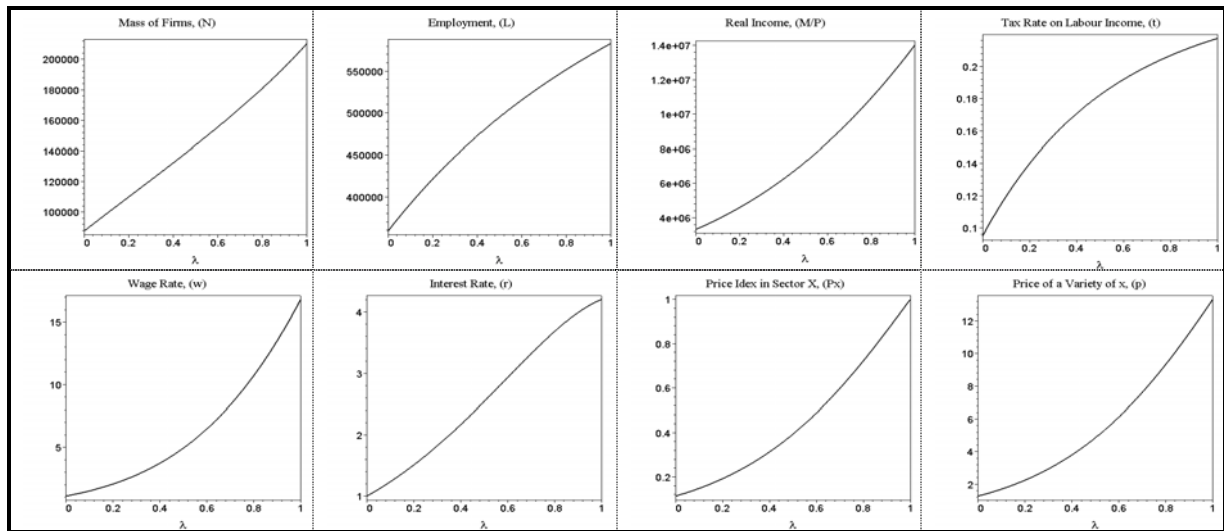 Mass of Firms, (N)
200000
180000
160000
140000
120000
100000
0 0.2 0.4 0.6 0.8 1
λ
Employment, (L)
550000
500000
450000
400000
0 0.2 0.4 0.6 0.8 1
λ
Real Income, (M/P)
1.4e+07
1.2e+07
1e+07
8e+06
6e+06
4e+06
0 0.2 0.4 0.6 0.8 1
λ
Tax Rate on Labour Income, (t)
0.2
0.18
0.16
0.14
0.12
0.1
0 0.2 0.4 0.6 0.8 1
λ
Wage Rate, (w)
15
10
5
0 0.2 0.4 0.6 0.8 1
λ
Interest Rate, (r)
4
3
2
1
0 0.2 0.4 0.6 0.8 1
λ
Price Idex in Sector X, (Px)
1
0.8
0.6
0.4
0.2
0 0.2 0.4 0.6 0.8 1
λ
Price of a Variety of x, (p)
12
10
8
6
4
2
0 0.2 0.4 0.6 0.8 1
λ